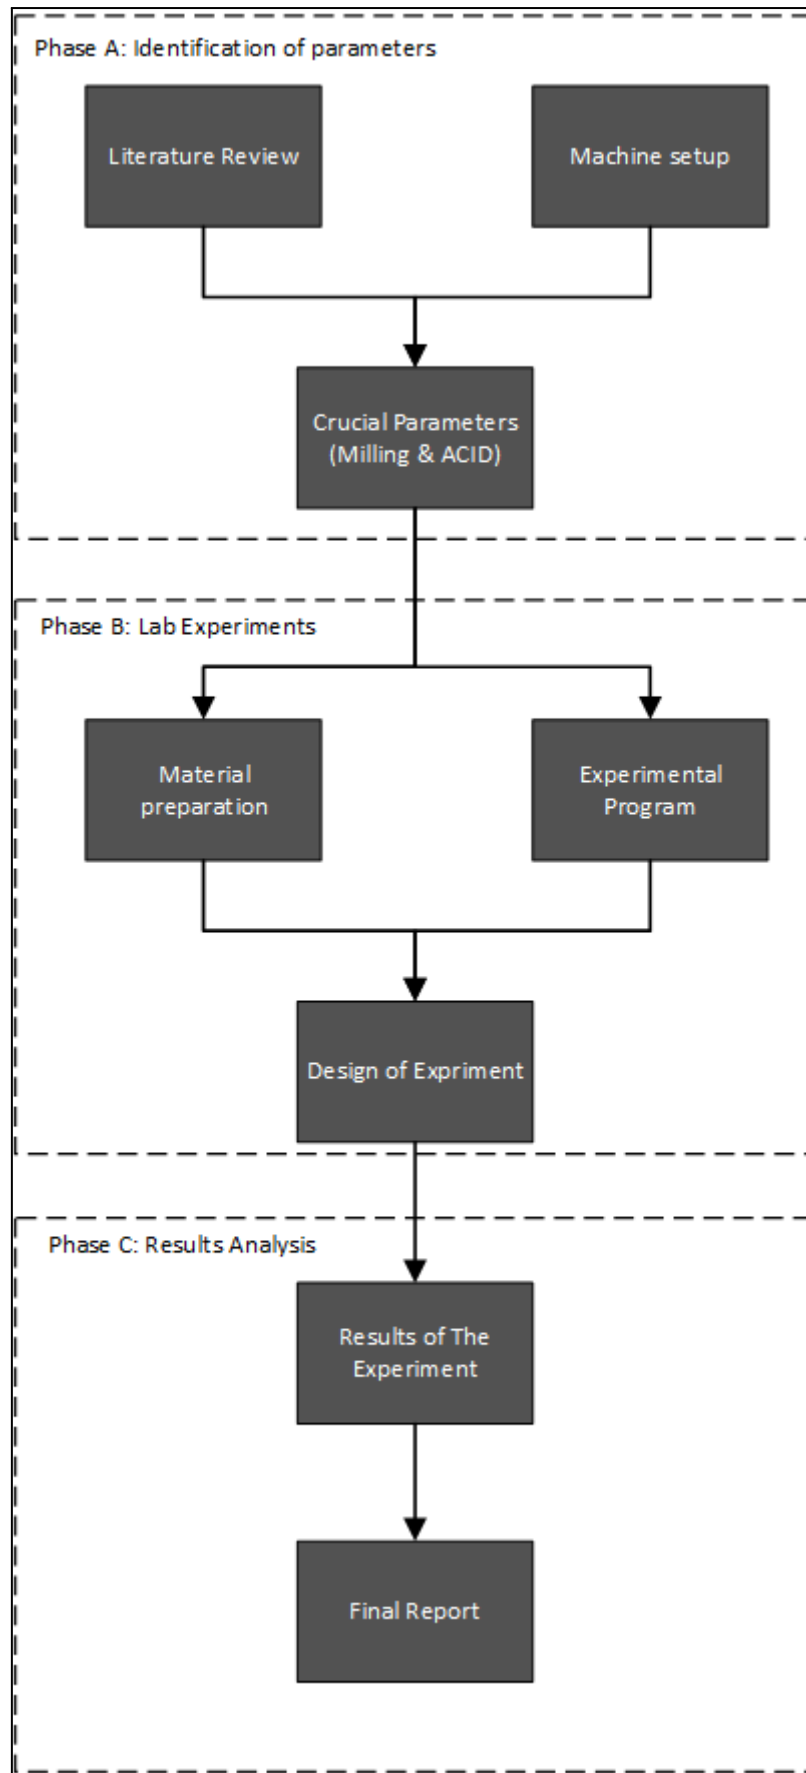 Phase A: Identification of parameters
Literature Review
Machine setup
Crucial Parameters
(Milling & ACID)
Phase B: Lab Experiments
Material
preparation
Experimental
Program
Design of Expriment
Phase C: Results Analysis
Results of The
Experiment
Final Report